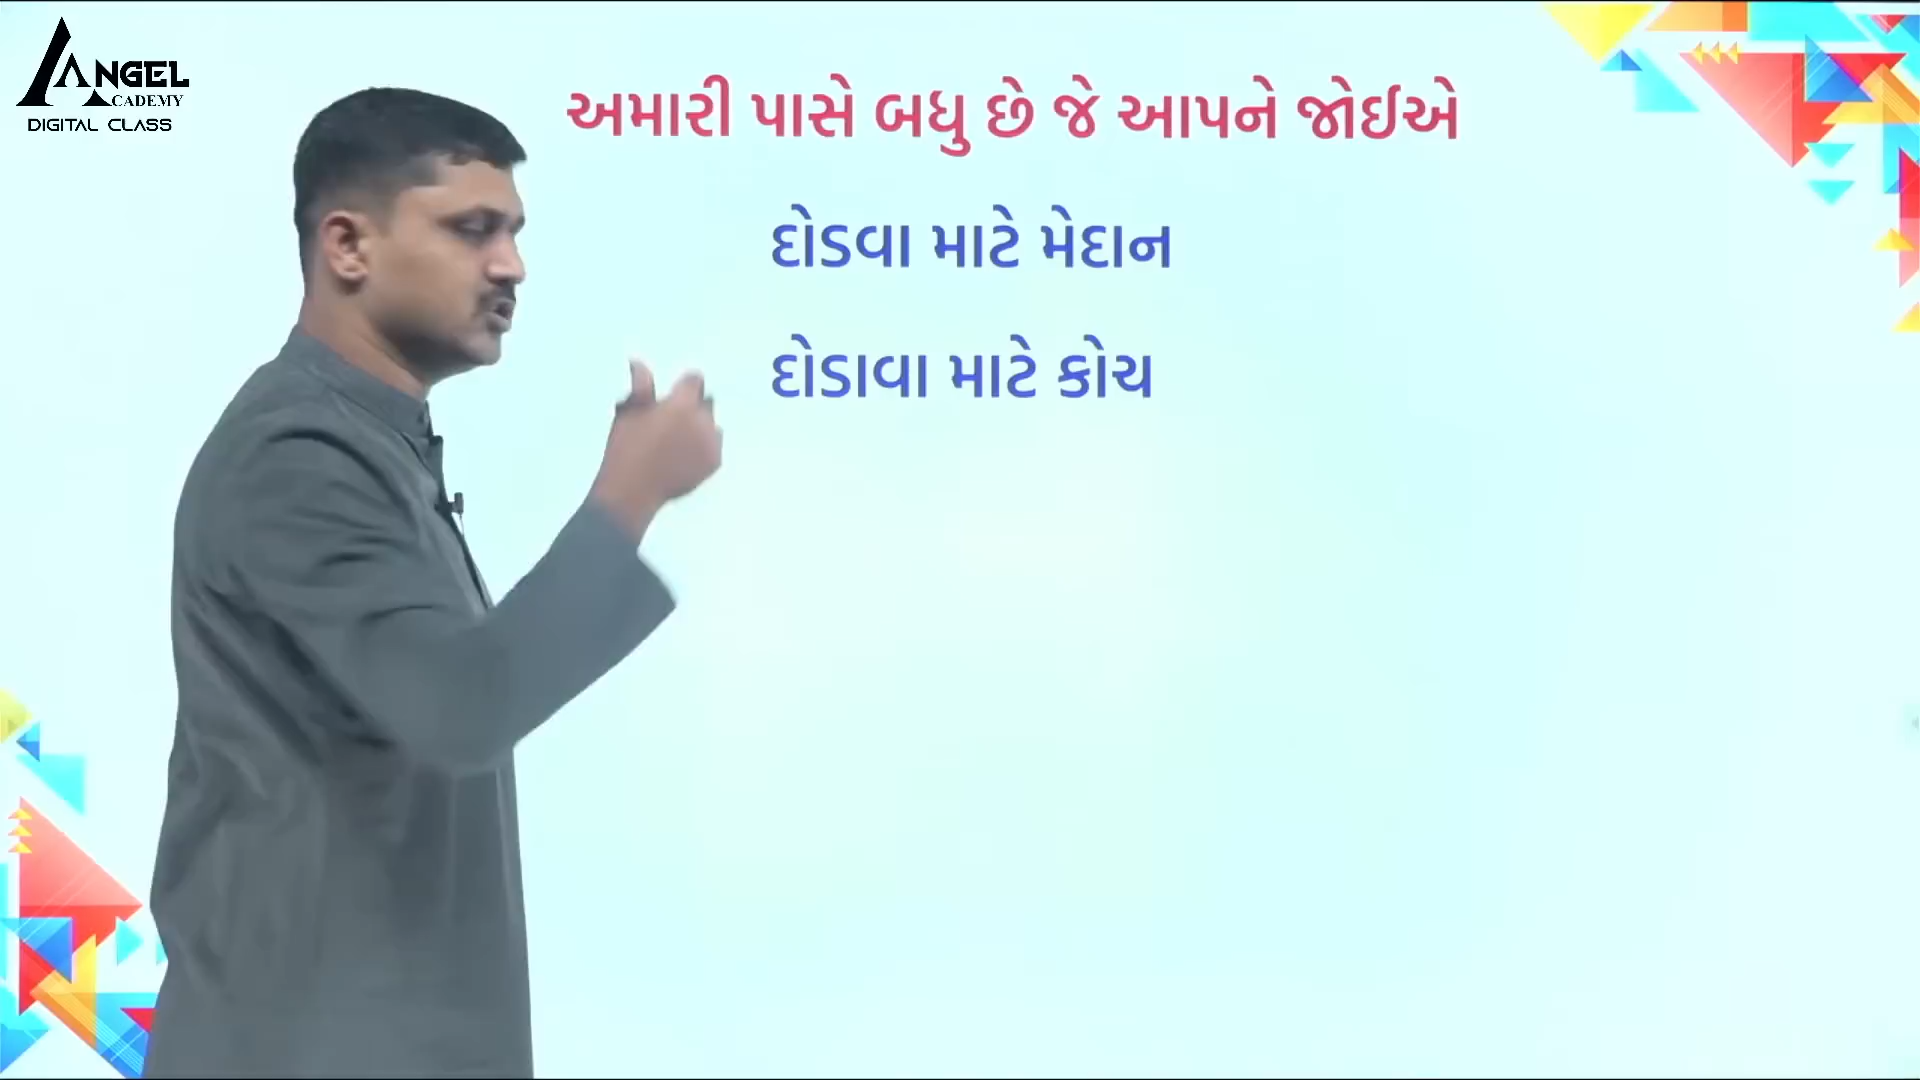 ANGEL
ACADEMY
DIGITAL CLASS
અમારી પાસે બધુ છે જે આપને જોઈએ
દોડવા માટે મેદાન
દોડાવા માટે કોચ